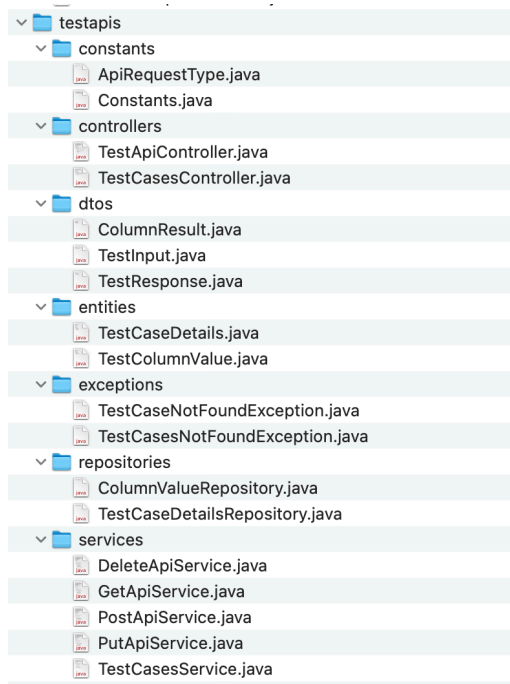 testapis
constants
ApiRequestType.java
Constants.java
controllers
TestApiController.java
TestCasesController.java
dtos
ColumnResult.java
TestInput.java
TestResponse.java
entities
TestCaseDetails.java
TestColumnValue.java
exceptions
TestCaseNotFoundException.java
TestCasesNotFoundException.java
repositories
ColumnValueRepository.java
TestCaseDetailsRepository.java
services
DeleteApiService.java
GetApiService.java
PostApiService.java
PutApiService.java
TestCasesService.java